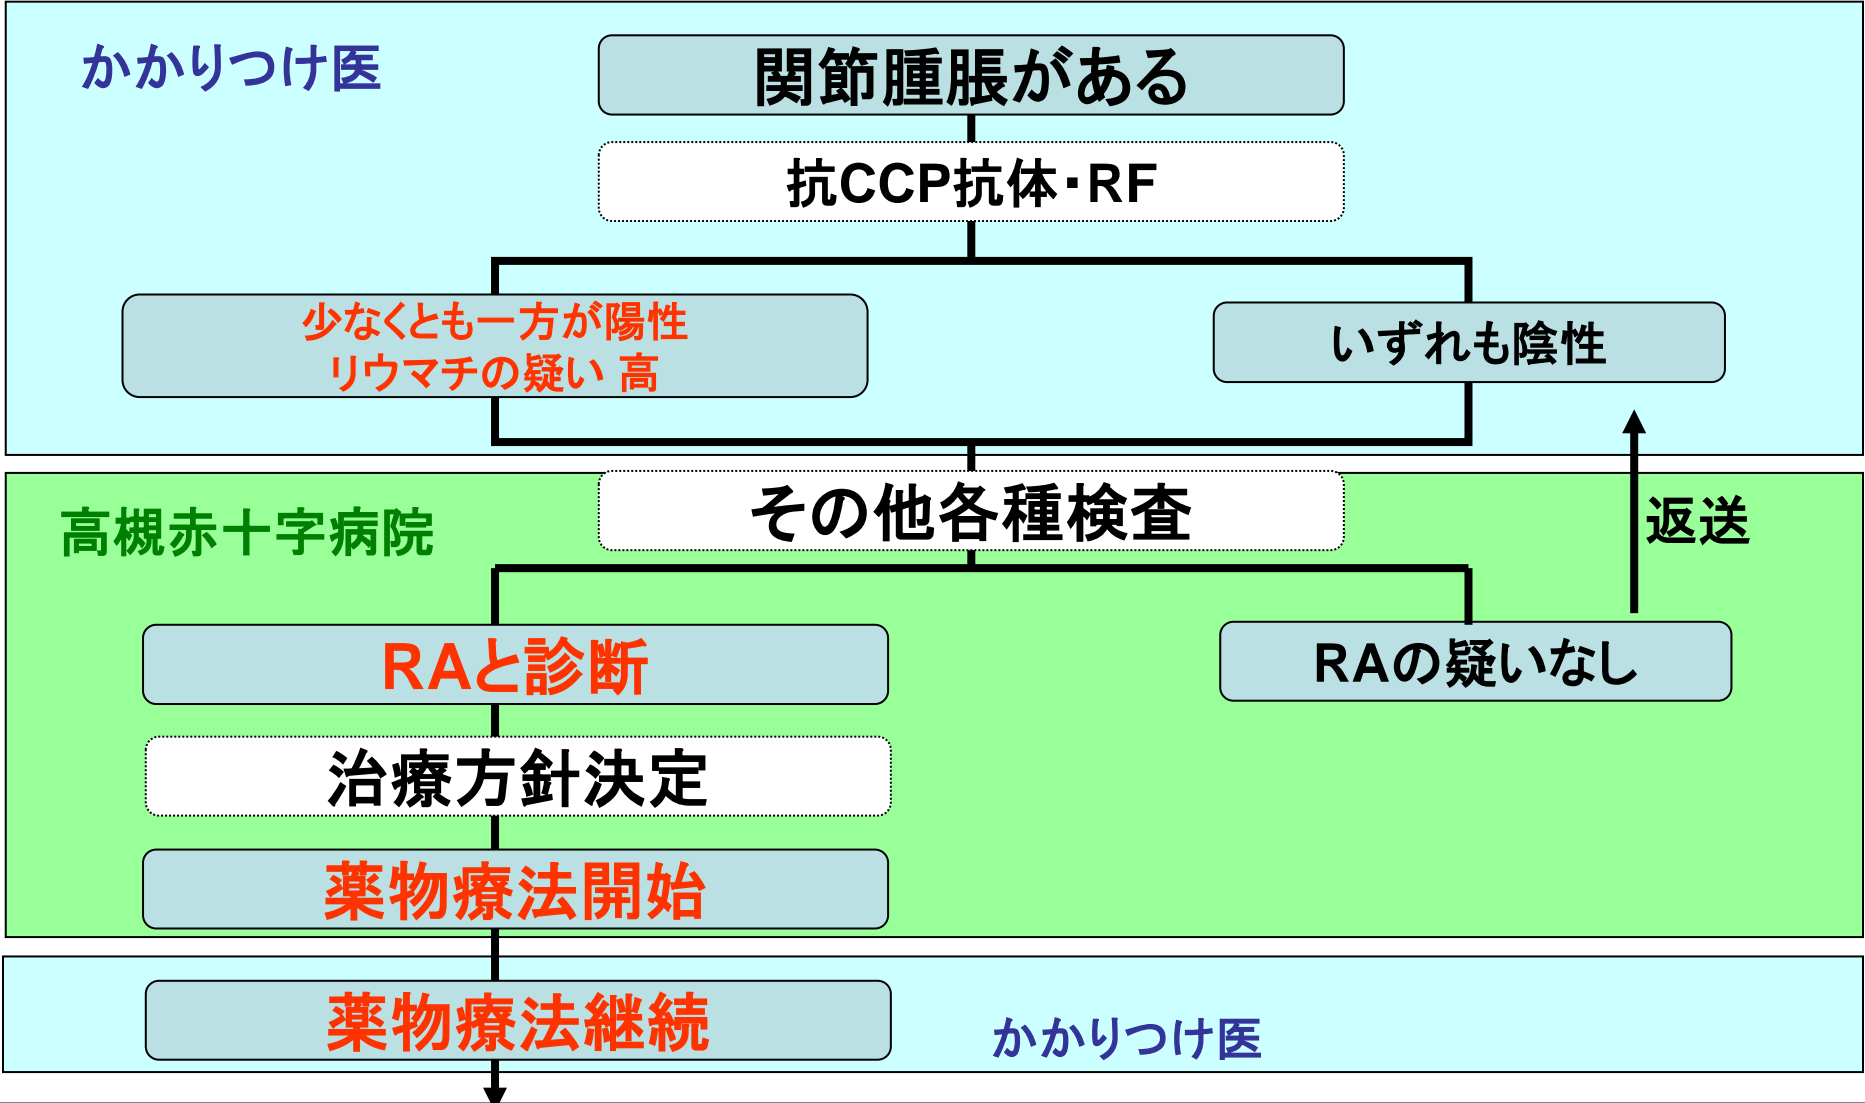 かかりつけ医
関節腫脹がある
抗CCP抗体・RF
少なくとも一方が陽性
リウマチの疑い 高
いずれも陰性
その他各種検査
高槻赤十字病院
返送
RAと診断
RAの疑いなし
治療方針決定
薬物療法開始
薬物療法継続
かかりつけ医